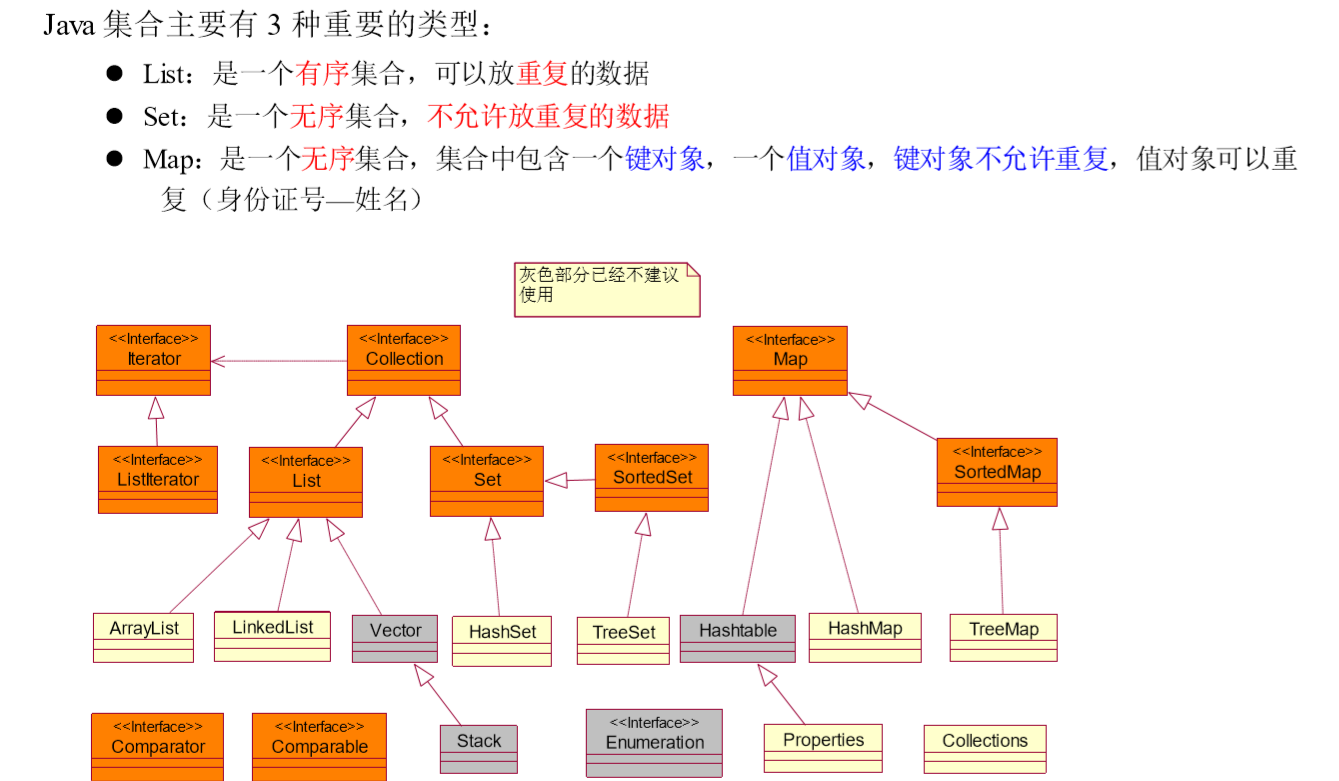 Java 集合主要有 3 种重要的类型：
● List：是一个有序集合，可以放重复的数据
● Set：是一个无序集合，不允许放重复的数据
● Map：是一个无序集合，集合中包含一个键对象，一个值对象，键对象不允许重复，值对象可以重
复（身份证号—姓名）
灰色部分已经不建议
使用
<<Interface>>
Iterator
<<Interface>>
Collection
<<Interface>>
Map
<<Interface>>
ListIterator
<<Interface>>
List
<<Interface>>
Set
<<Interface>>
SortedSet
<<Interface>>
SortedMap
ArrayList
LinkedList
Vector
HashSet
TreeSet
Hashtable
HashMap
TreeMap
<<Interface>>
Comparator
<<Interface>>
Comparable
Stack
<<Interface>>
Enumeration
Properties
Collections